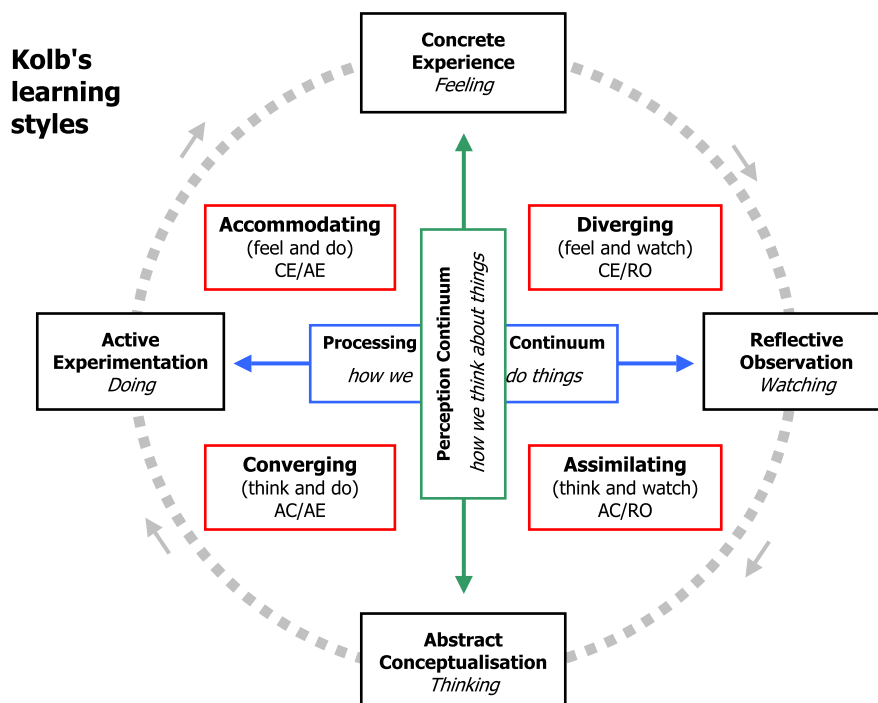 Kolb's
learning
styles
Concrete
Experience
Feeling
Accommodating
(feel and do)
CE/AE
Diverging
(feel and watch)
CE/RO
Active
Experimentation
Doing
Processing
how we
Perception Continuum
how we think about things
Continuum
do things
Reflective
Observation
Watching
Converging
(think and do)
AC/AE
Assimilating
(think and watch)
AC/RO
Abstract
Conceptualisation
Thinking